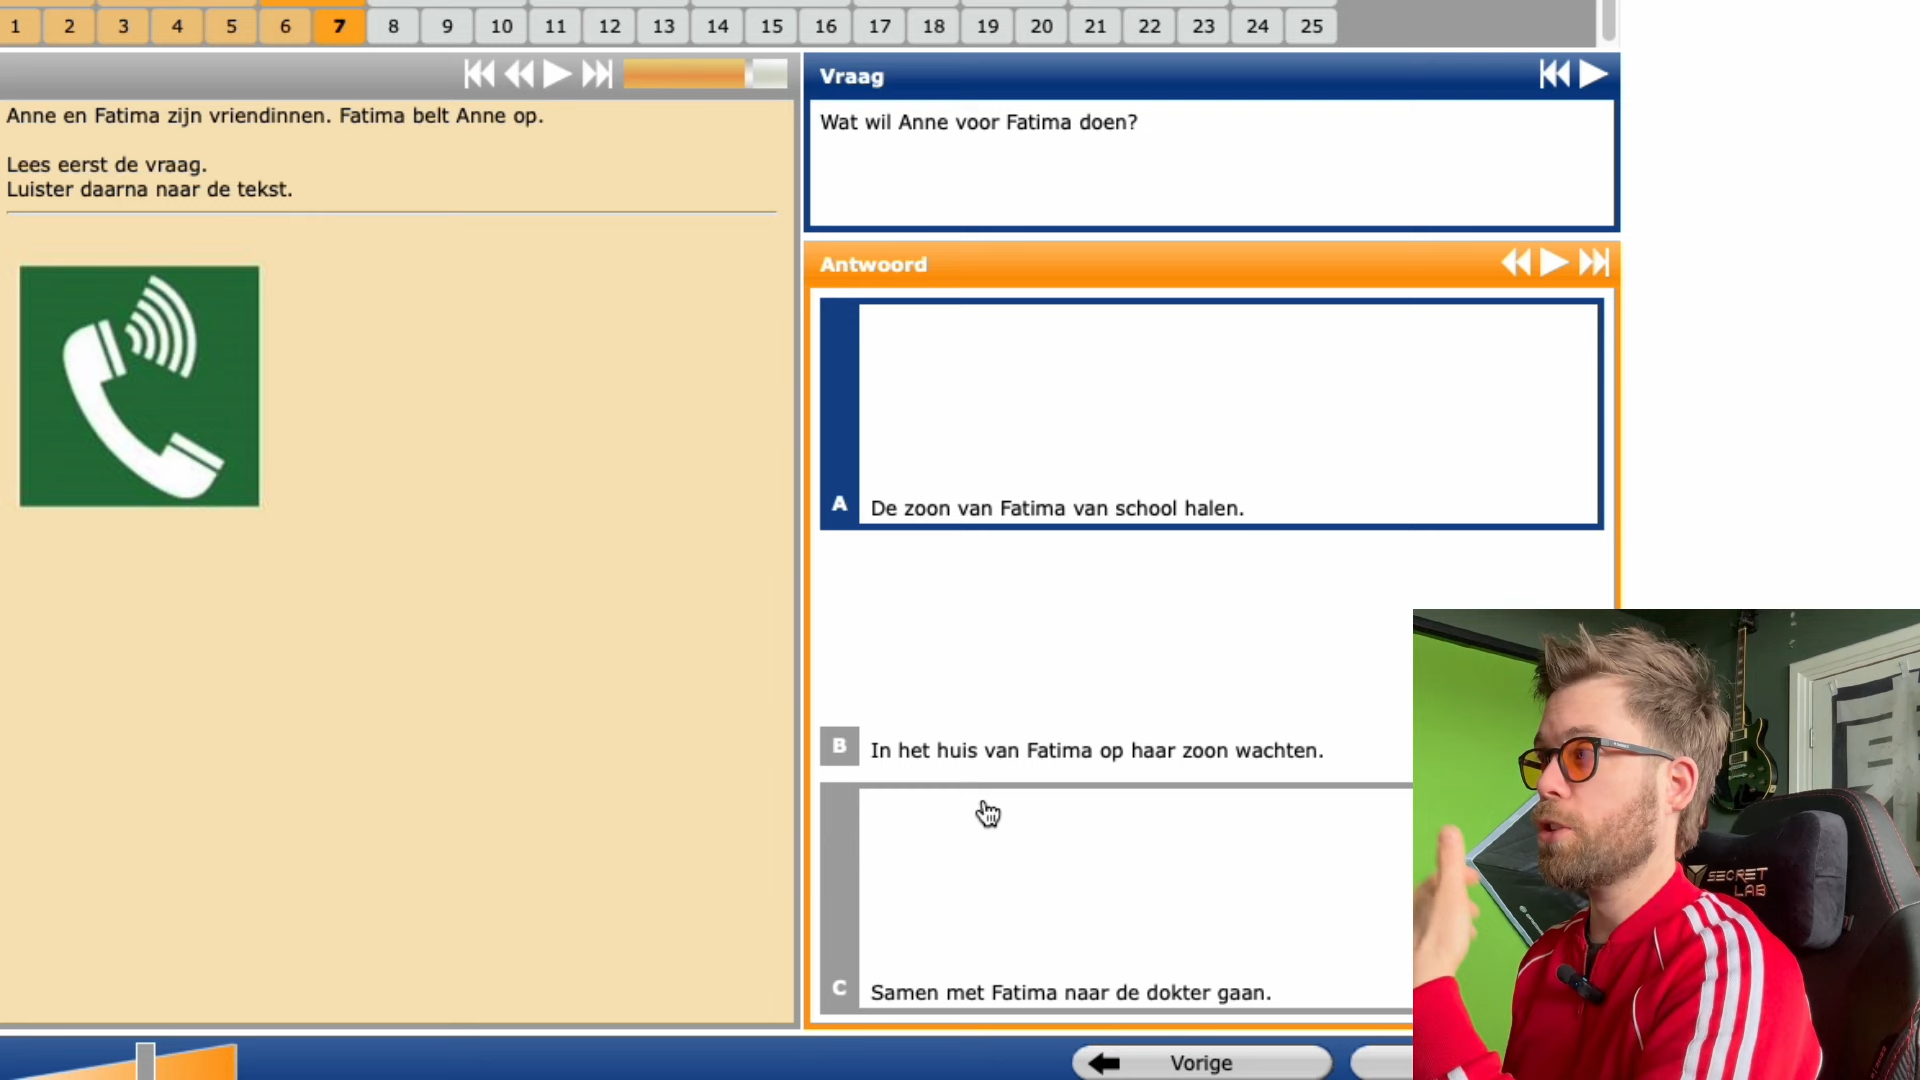 1 2 3 4 5 6 7 8 9 10 11 12 13 14 15 16 17 18 19 20 21 22 23 24 25
Anne en Fatima zijn vriendinnen. Fatima belt Anne op.
Lees eerst de vraag.
Luister daarna naar de tekst.
Vraag
Wat wil Anne voor Fatima doen?
Antwoord
A De zoon van Fatima van school halen.
B In het huis van Fatima op haar zoon wachten.
C Samen met Fatima naar de dokter gaan.
Vorige
SECRET
LAB